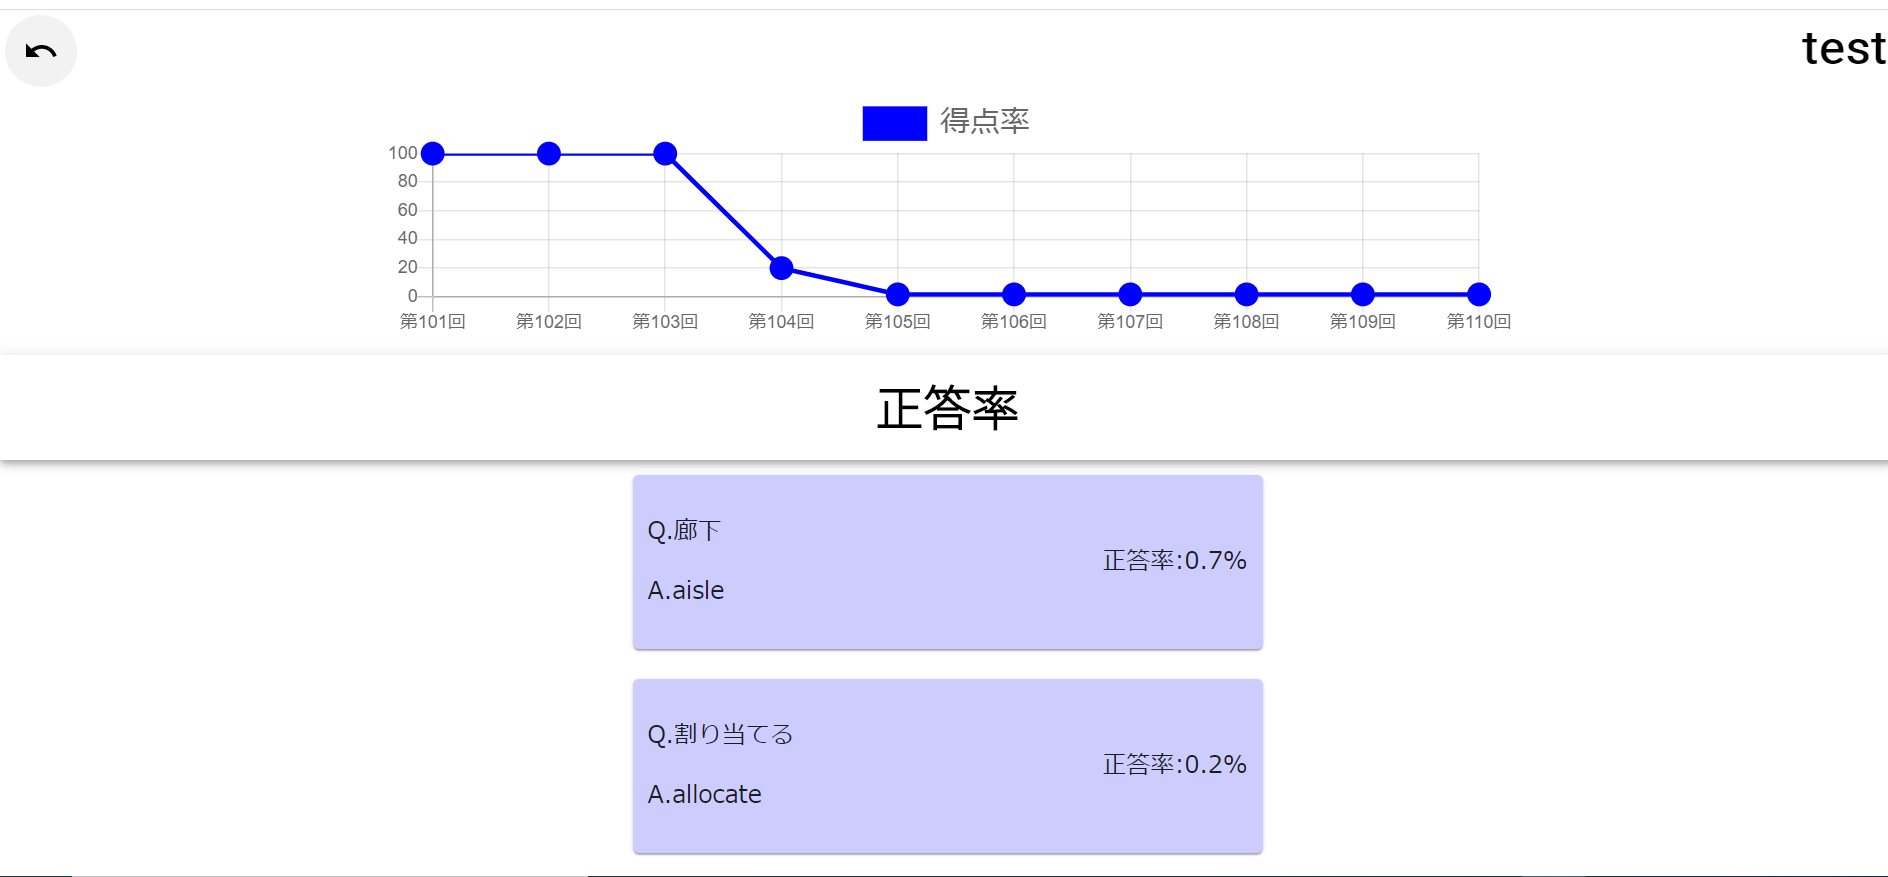 test
得点率
100
80
60
40
20
0
第101回 第102回 第103回 第104回 第105回 第106回 第107回 第108回 第109回 第110回
正答率
Q.廊下
正答率:0.7%
A.aisle
Q.割り当てる
正答率:0.2%
A.allocate